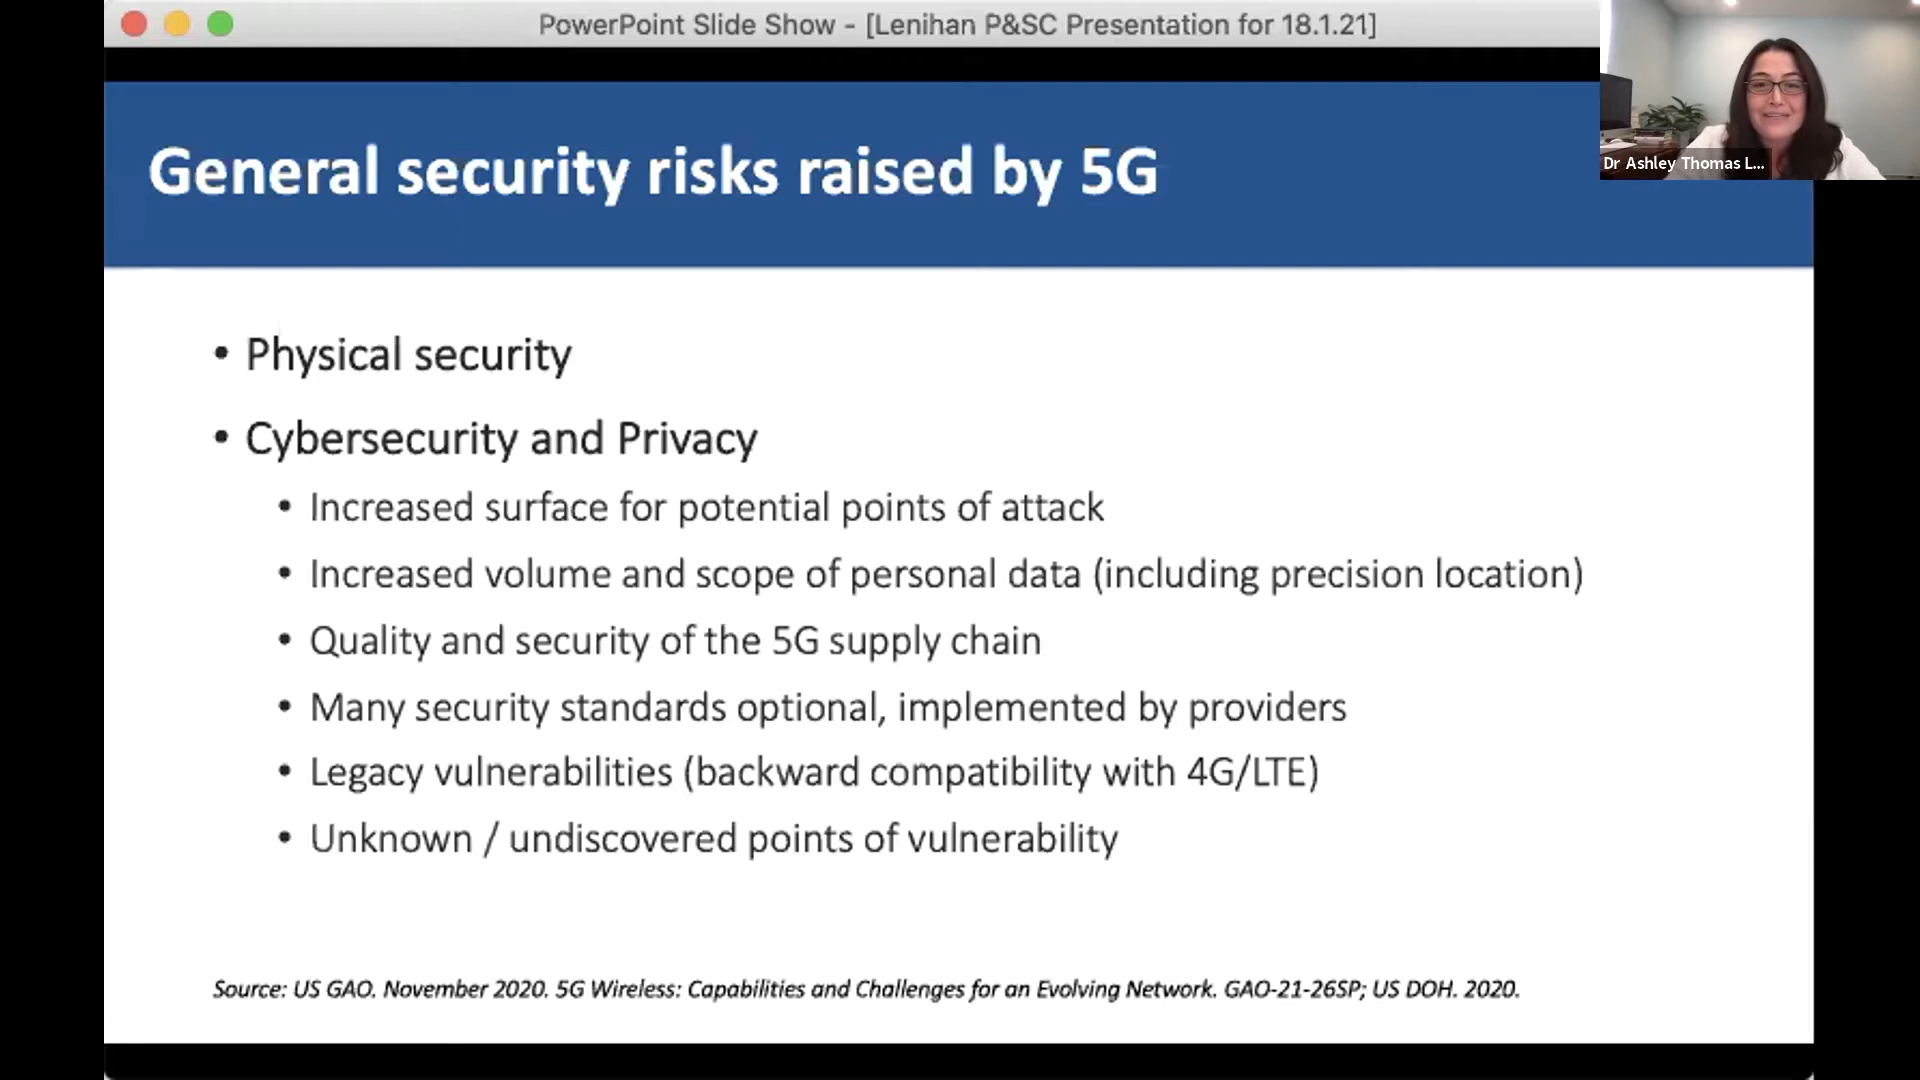 PowerPoint Slide Show - [Lenihan P&SC Presentation for 18.1.21]
Dr Ashley Thomas L...
General security risks raised by 5G
• Physical security
• Cybersecurity and Privacy
• Increased surface for potential points of attack
• Increased volume and scope of personal data (including precision location)
• Quality and security of the 5G supply chain
• Many security standards optional, implemented by providers
• Legacy vulnerabilities (backward compatibility with 4G/LTE)
• Unknown / undiscovered points of vulnerability
Source: US GAO. November 2020. 5G Wireless: Capabilities and Challenges for an Evolving Network. GAO-21-26SP; US DOH. 2020.